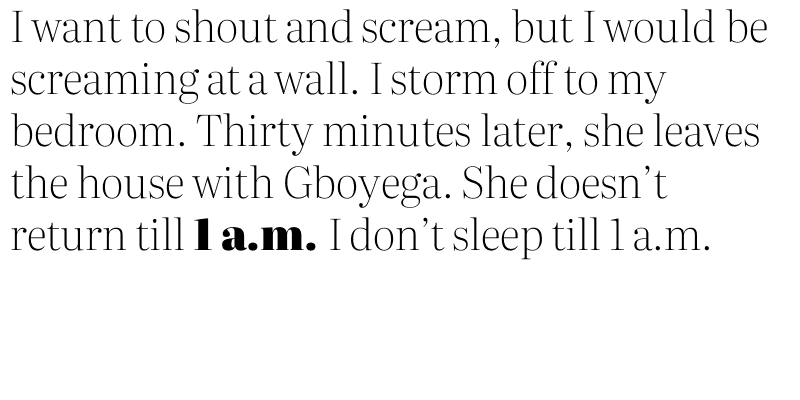 I want to shout and scream, but I would be
screaming at a wall. I storm off to my
bedroom. Thirty minutes later, she leaves
the house with Gboyega. She doesn’t
return till 1 a.m. I don’t sleep till 1 a.m.